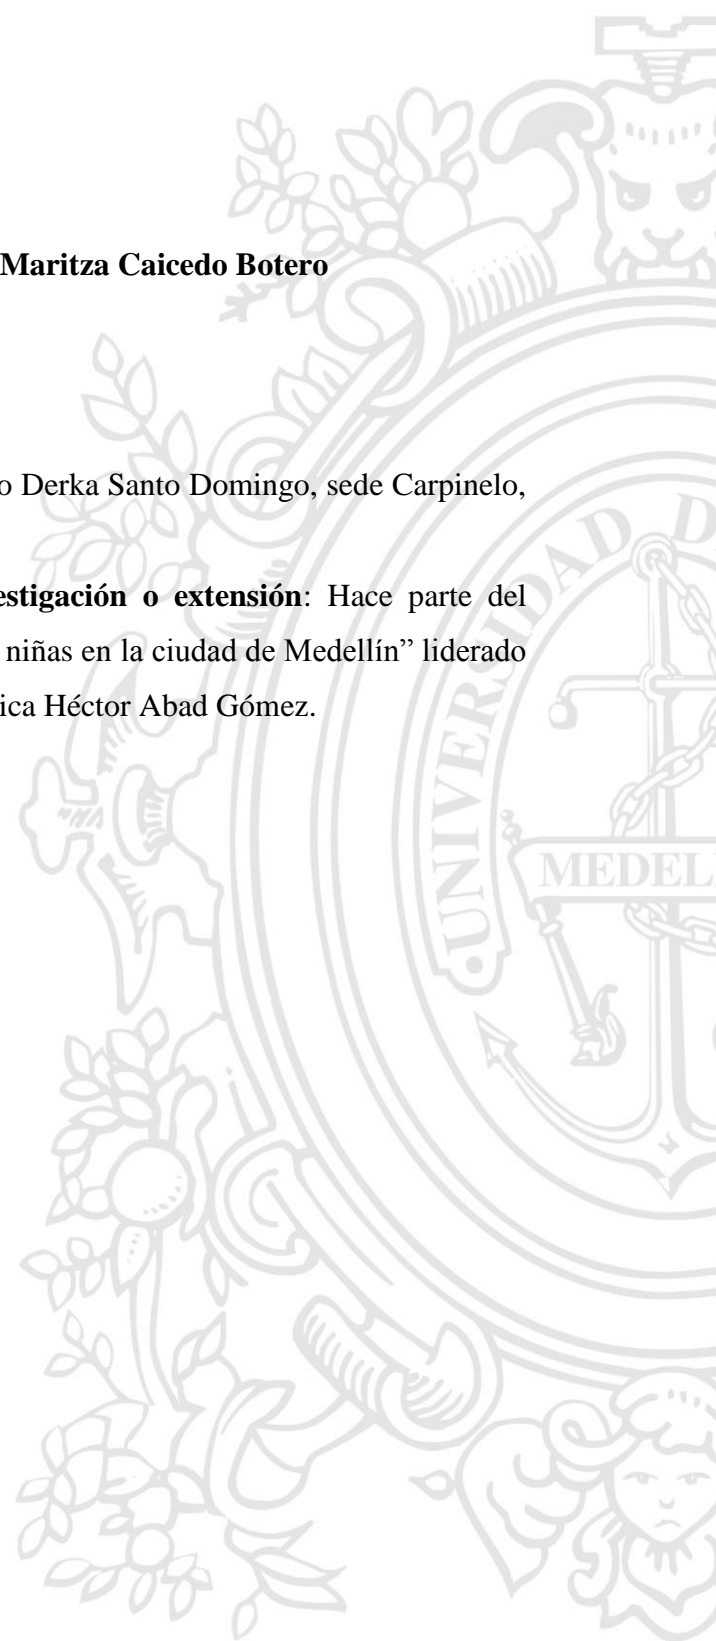 Maritza Caicedo Botero
o Derka Santo Domingo, sede Carpinelo,
estigación o extensión: Hace parte del
niñas en la ciudad de Medellín” liderado
ica Héctor Abad Gómez.
UNIVERSIDAD D
MEDEL